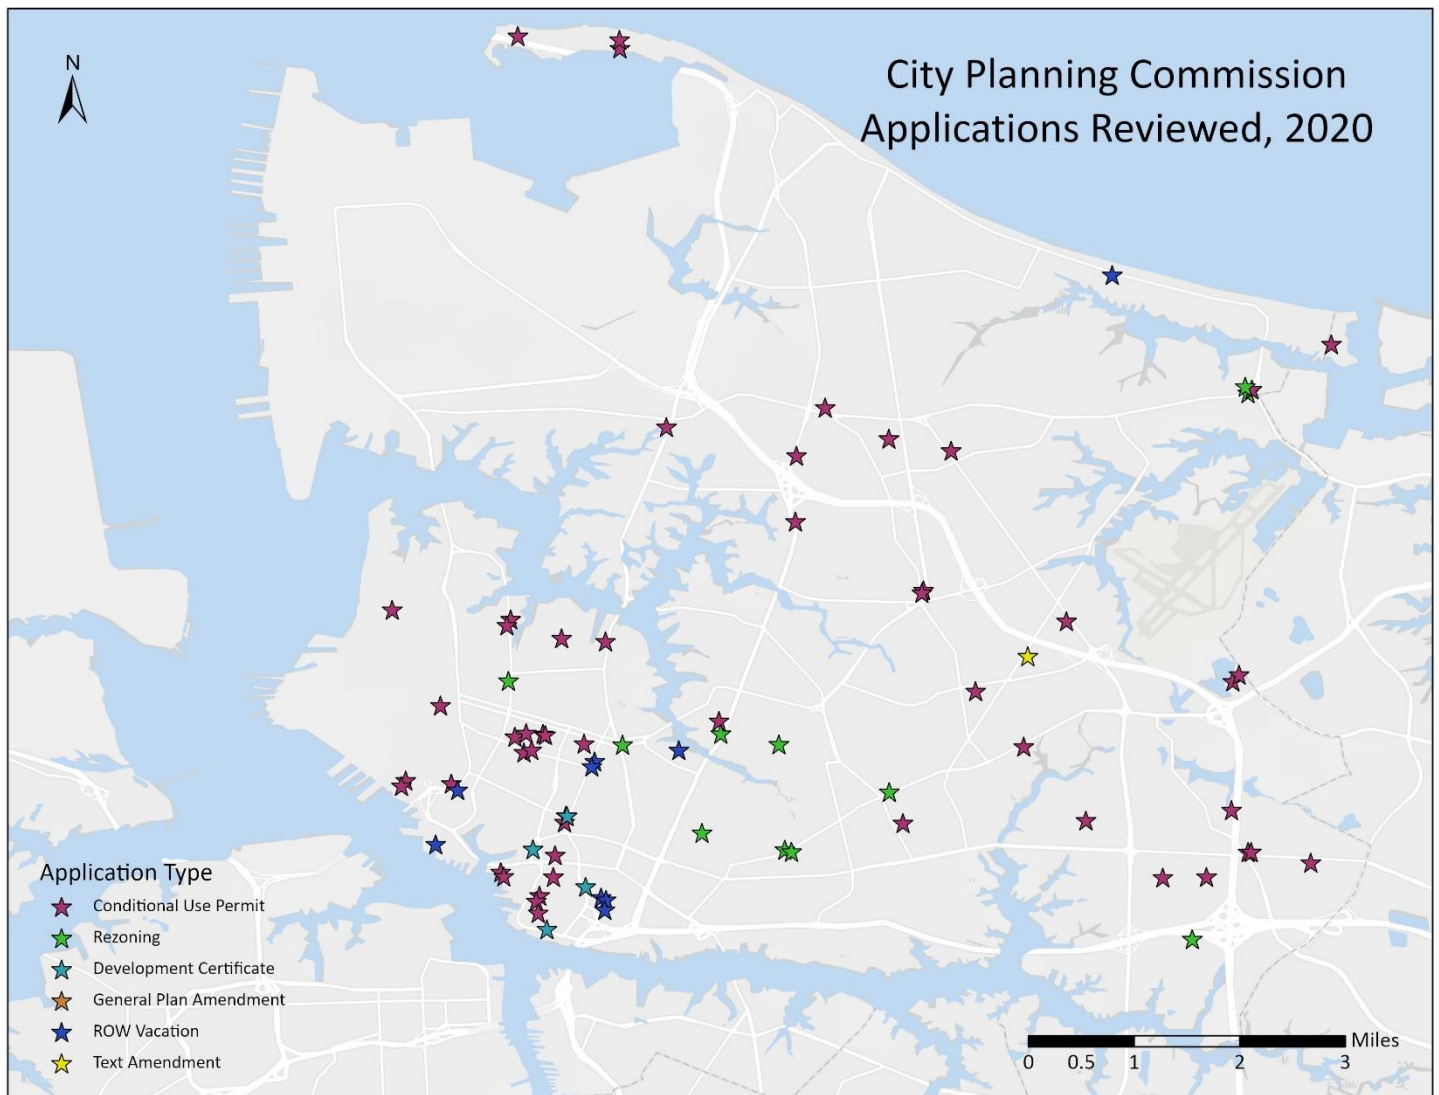 N
City Planning Commission
Applications Reviewed, 2020
Application Type
Conditional Use Permit
Rezoning
Development Certificate
General Plan Amendment
ROW Vacation
Text Amendment
Miles
0 0.5 1 2 3